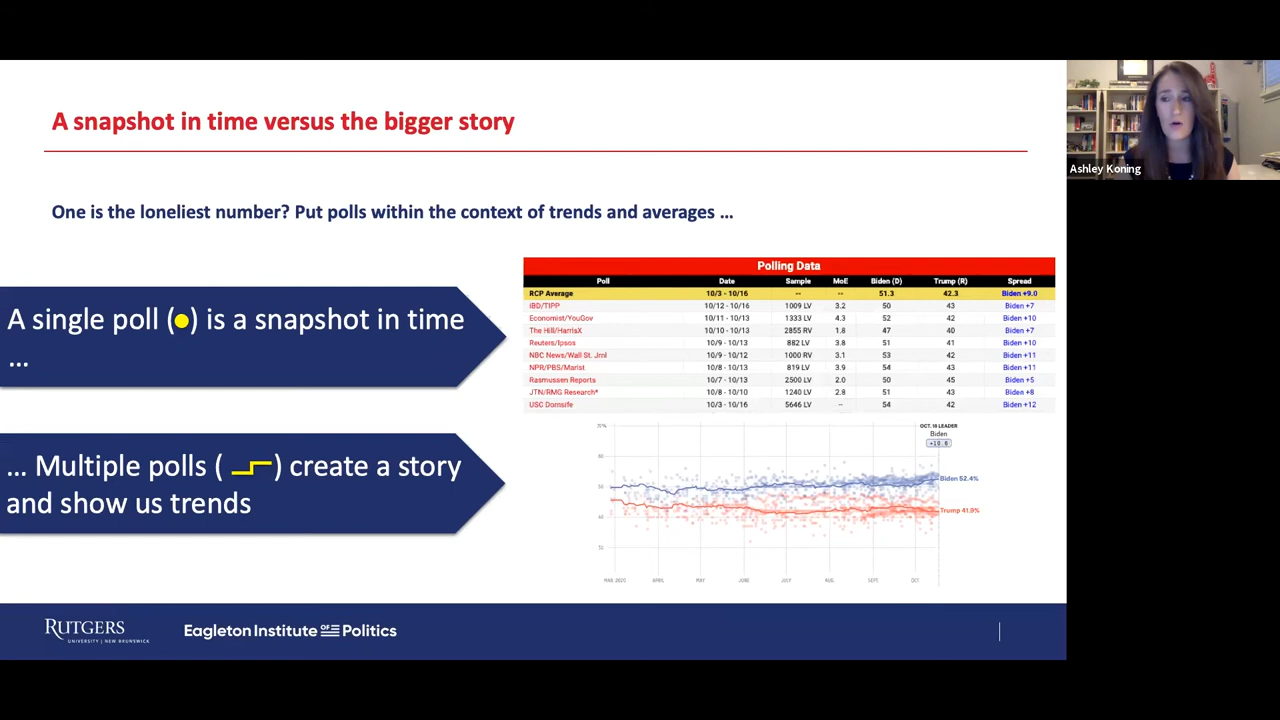 A snapshot in time versus the bigger story
Ashley Koning
One is the loneliest number? Put polls within the context of trends and averages ...
A single poll ( ) is a snapshot in time
...
... Multiple polls ( ) create a story
and show us trends
Polling Data
Poll Date Sample MoE Biden (D) Trump (R) Spread
RCP Average 10/3 - 10/16 -- -- 51.3 42.3 Biden +9.0
IBD/TIPP 10/12 - 10/16 1009 LV 3.2 50 43 Biden +7
Economist/YouGov 10/11 - 10/13 1333 LV 4.3 52 42 Biden +10
The Hill/HarrisX 10/10 - 10/13 2855 RV 1.8 47 40 Biden +7
Reuters/Ipsos 10/9 - 10/13 882 LV 3.8 51 41 Biden +10
NBC News/Wall St. Jrnl 10/9 - 10/12 1000 RV 3.1 53 42 Biden +11
NPR/PBS/Marist 10/8 - 10/13 819 LV 3.9 54 43 Biden +11
Rasmussen Reports 10/7 - 10/13 2500 LV 2.0 50 45 Biden +5
JTN/RMG Research* 10/8 - 10/10 1240 LV 2.8 51 43 Biden +8
USC Dornsife 10/3 - 10/16 5646 LV -- 54 42 Biden +12
70%
60
50
40
30
OCT. 16 LEADER
Biden
+10.6
Biden 52.4%
Trump 41.9%
MAR. 2020 APRIL MAY JUNE JULY AUG. SEPT. OCT.
RUTGERS
UNIVERSITY | NEW BRUNSWICK
Eagleton Institute OF Politics